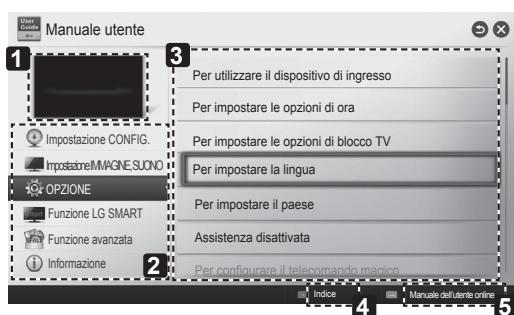 User Guide
Manuale utente
1
3
Per utilizzare il dispositivo di ingresso
Per impostare le opzioni di ora
Per impostare le opzioni di blocco TV
Per impostare la lingua
Per impostare il paese
Assistenza disattivata
Per configurare il telecomando magico
Impostazione CONFIG.
Impostazione IMMAGINE, SUONO
OPZIONE
Funzione LG SMART
Funzione avanzata
Informazione
2
Indice
4
Manuale dell'utente online
5